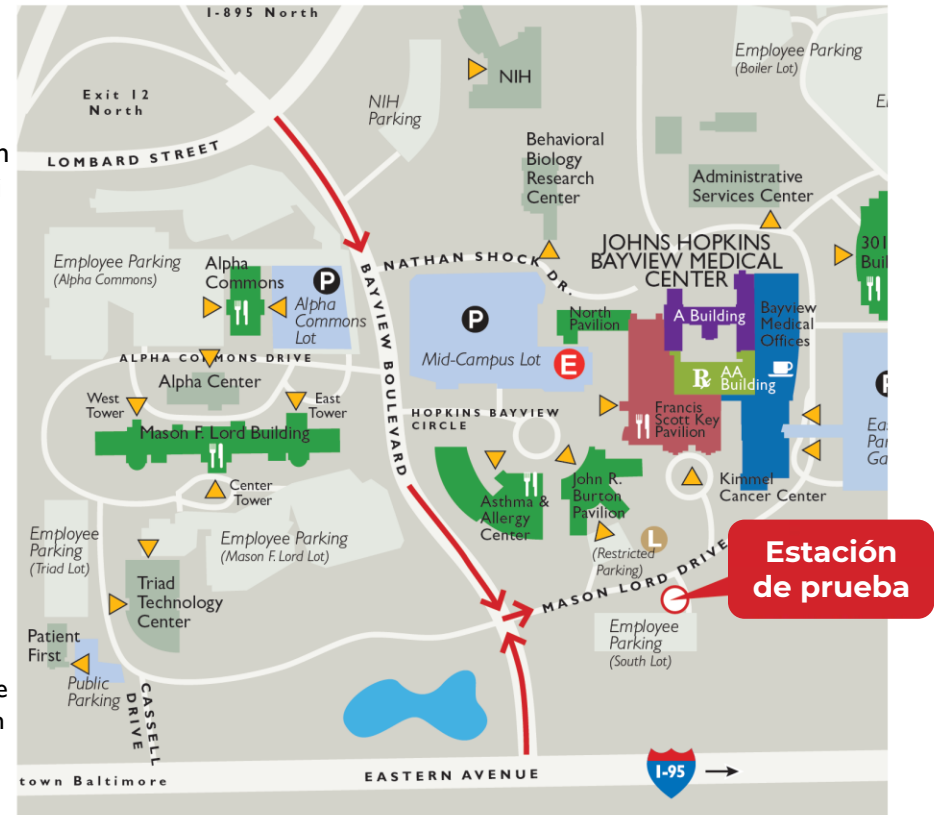 I-895 North
Exit 12
North
LOMBARD STREET
NIH
Parking
NIH
Employee Parking
(Boiler Lot)
Behavioral
Biology
Research
Center
Administrative
Services Center
JOHNS HOPKINS
BAYVIEW MEDICAL
CENTER
301
Employee Parking
(Alpha Commons)
Alpha
Commons
P
Alpha
Commons
Lot
BAYVIEW BOULEVARD
NATHAN SHOCK DR.
P
Mid-Campus Lot
North
Pavilion
E
A Building
Bayview
Medical
Offices
Rx
AA
Building
ALPHA COMMONS DRIVE
Alpha Center
West
Tower
East
Tower
Mason F. Lord Building
Center
Tower
HOPKINS BAYVIEW
CIRCLE
Francis
Scott Key
Pavilion
Asthma &
Allergy
Center
John R.
Burton
Pavilion
Kimmel
Cancer Center
(Restricted
Parking)
L
MASON LORD DRIVE
Estación
de prueba
Employee
Parking
(South Lot)
Employee
Parking
(Triad Lot)
Employee Parking
(Mason F. Lord Lot)
Triad
Technology
Center
Patient
First
Public
Parking
CASSELL
DRIVE
town Baltimore
EASTERN AVENUE
I-95